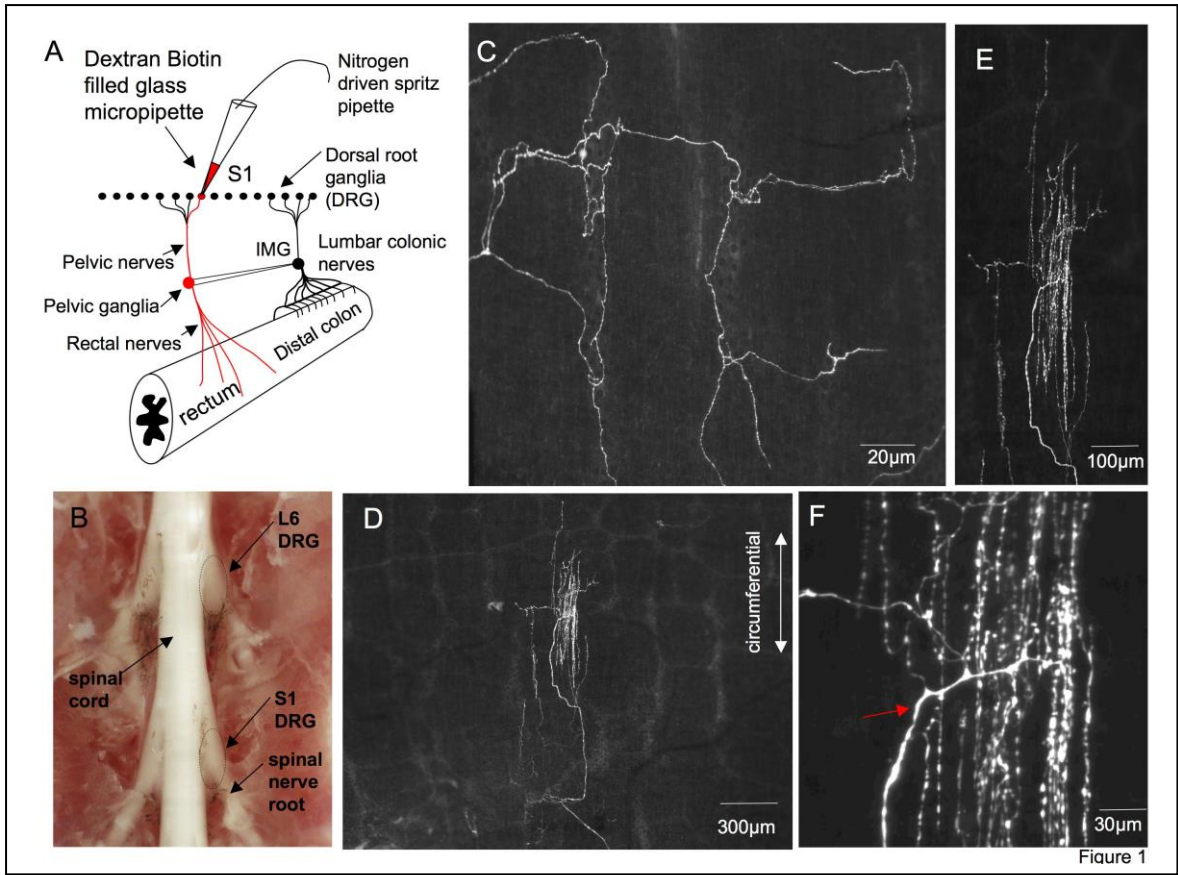 A
Dextran Biotin
filled glass
micropipette
Nitrogen
driven spritz
pipette
S1
Dorsal root
ganglia
(DRG)
IMG
Lumbar colonic
nerves
Pelvic nerves
Pelvic ganglia
Rectal nerves
Distal colon
rectum
B
L6
DRG
spinal
cord
S1
DRG
spinal
nerve
root
C
20µm
D
circumferential
300µm
E
100µm
F
30µm
Figure 1